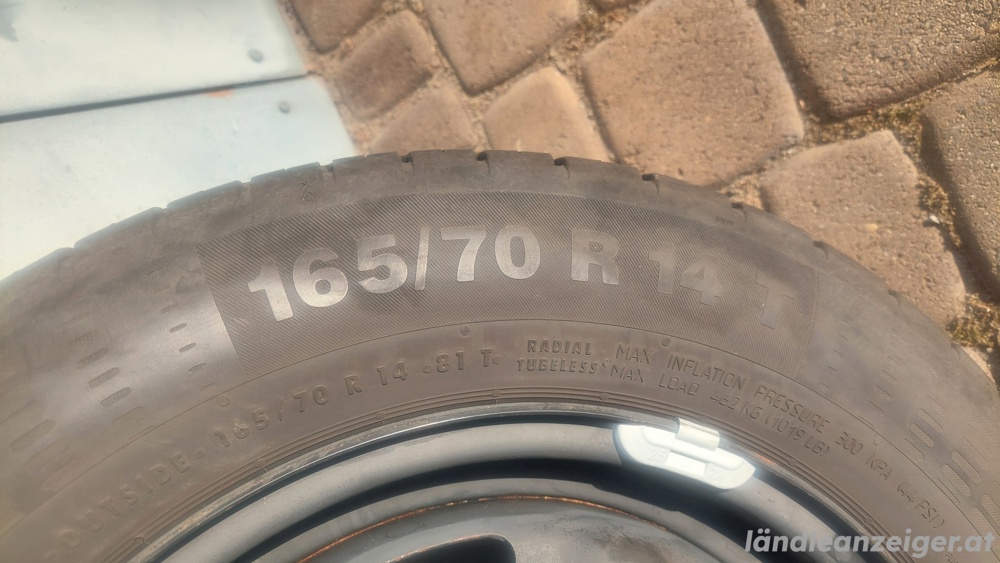 165/70 R 14 T
OUTSIDE · 165/70 R 14 · 81 T ·
RADIAL
TUBELESS
MAX INFLATION PRESSURE 300 KPA (44 PSI)
MAX LOAD 462 KG (1019 LB)
ländleanzeiger.at